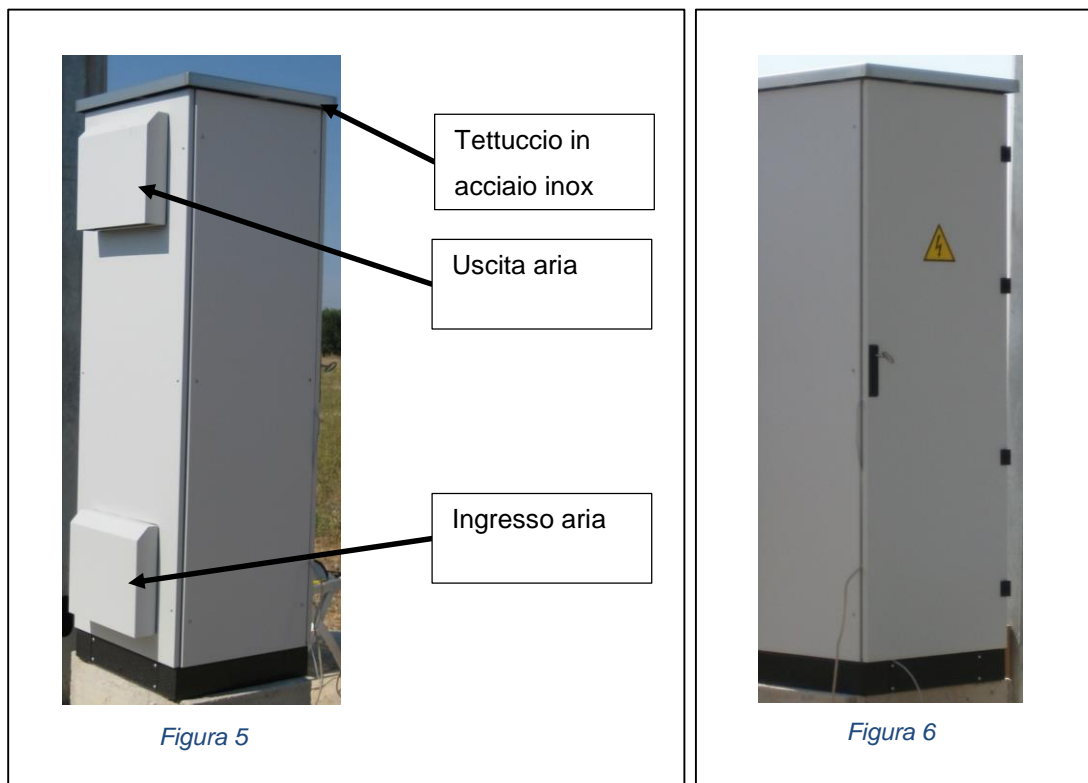 Tettuccio in
acciaio inox
Uscita aria
Ingresso aria
Figura 5
Figura 6